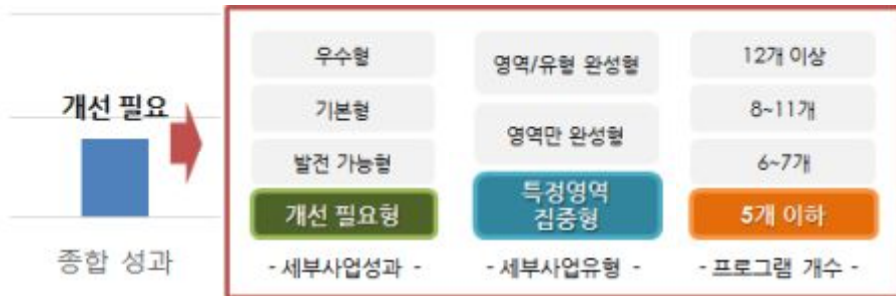 개선 필요
종합 성과
우수형
기본형
발전 가능형
개선 필요형
- 세부사업성과 -
영역/유형 완성형
영역만 완성형
특정영역
집중형
- 세부사업유형 -
12개 이상
8~11개
6~7개
5개 이하
- 프로그램 개수 -